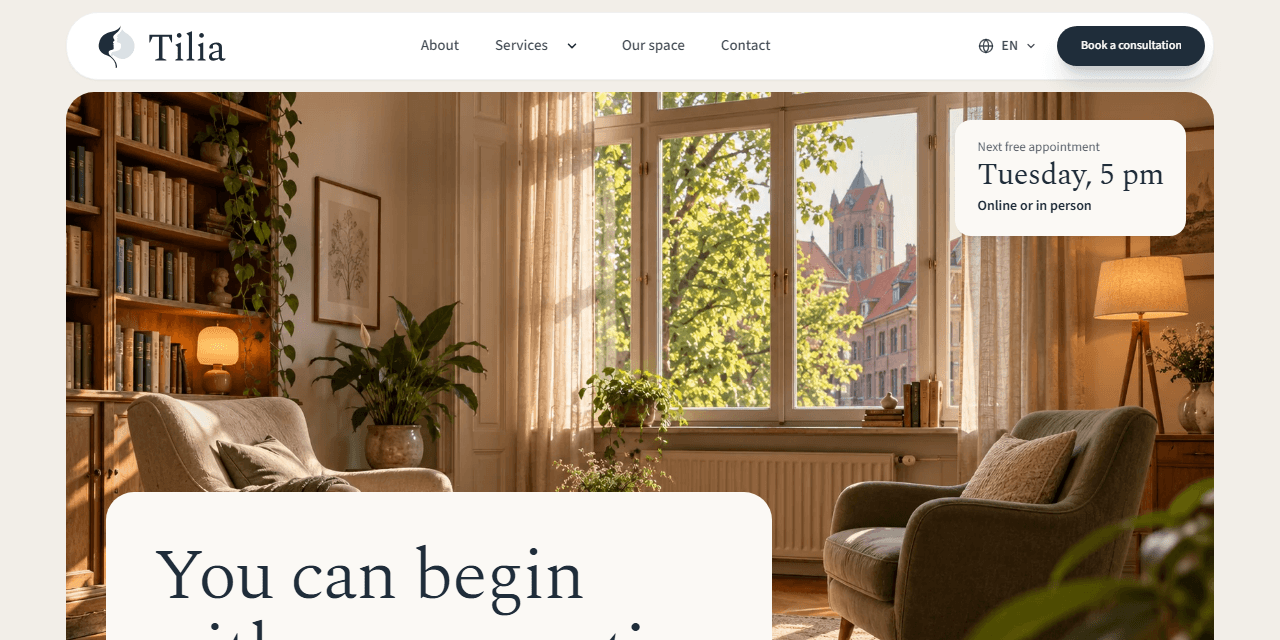 Tilia
About
Services
Our space
Contact
EN
Book a consultation
Next free appointment
Tuesday, 5 pm
Online or in person
You can begin